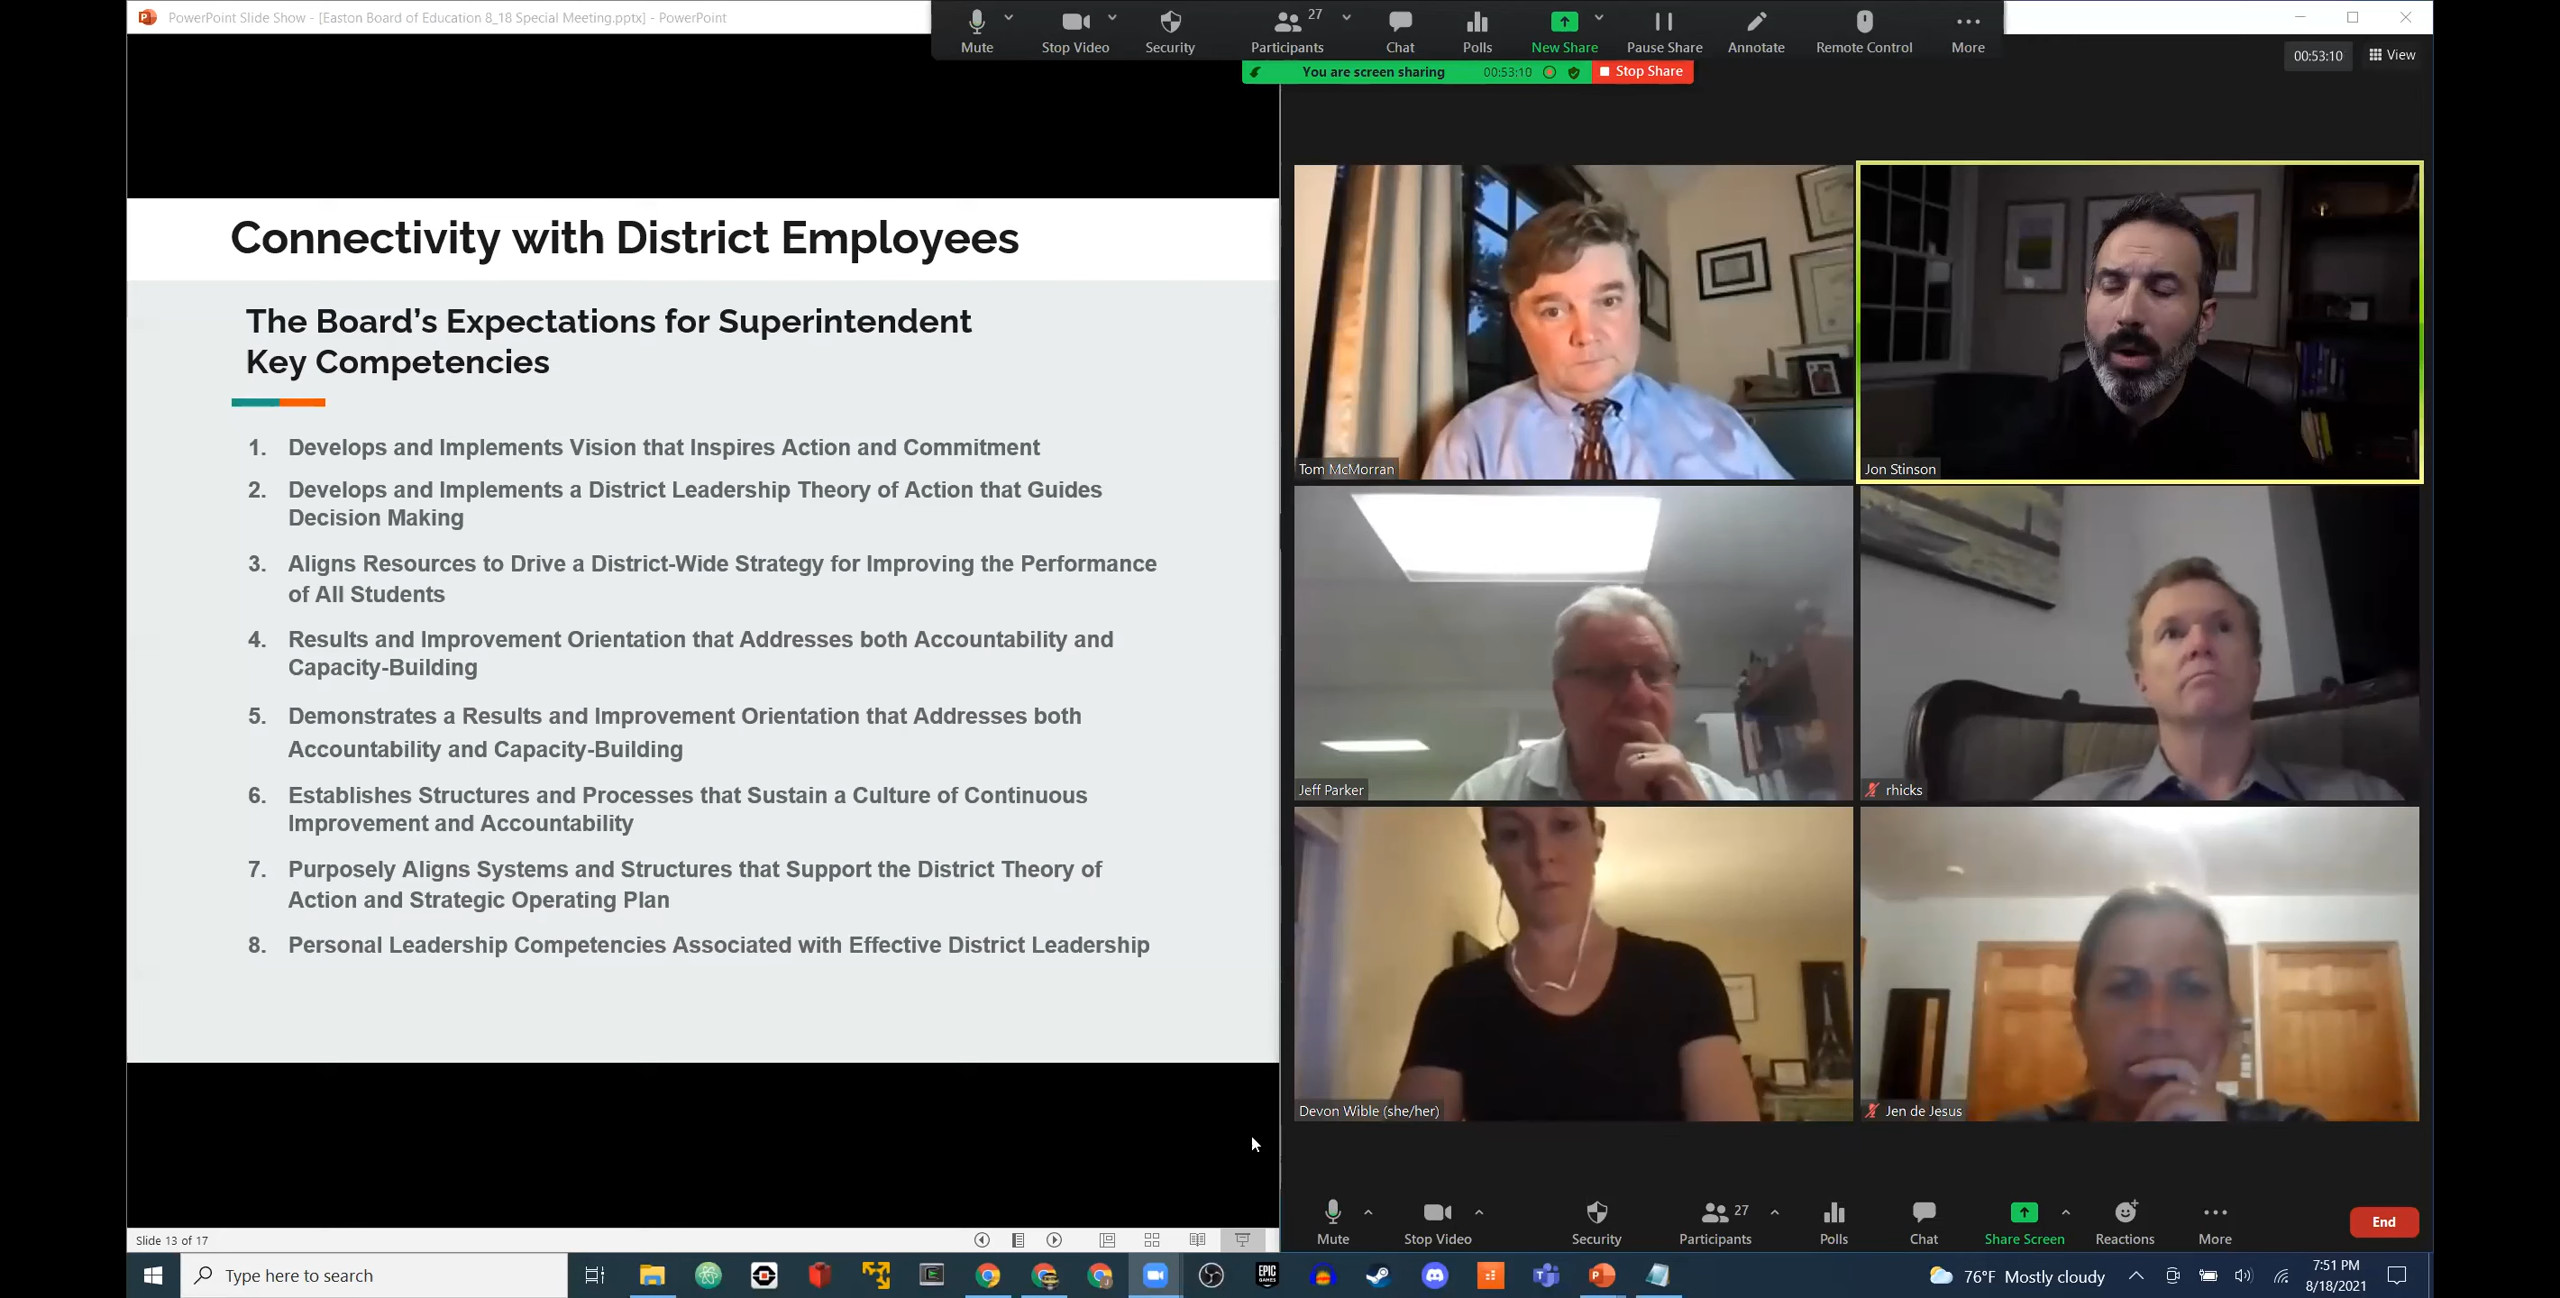 PowerPoint Slide Show - [Easton Board of Education 8_18 Special Meeting.pptx] - PowerPoint
Mute
Stop Video
Security
27
Participants
Chat
Polls
New Share
Pause Share
Annotate
Remote Control
More
You are screen sharing
00:53:10
Stop Share
00:53:10
View
Connectivity with District Employees
The Board’s Expectations for Superintendent
Key Competencies
1. Develops and Implements Vision that Inspires Action and Commitment
2. Develops and Implements a District Leadership Theory of Action that Guides
Decision Making
3. Aligns Resources to Drive a District-Wide Strategy for Improving the Performance
of All Students
4. Results and Improvement Orientation that Addresses both Accountability and
Capacity-Building
5. Demonstrates a Results and Improvement Orientation that Addresses both
Accountability and Capacity-Building
6. Establishes Structures and Processes that Sustain a Culture of Continuous
Improvement and Accountability
7. Purposely Aligns Systems and Structures that Support the District Theory of
Action and Strategic Operating Plan
8. Personal Leadership Competencies Associated with Effective District Leadership
Tom McMorran
Jon Stinson
Jeff Parker
rhicks
Devon Wible (she/her)
Jen de Jesus
Mute
Stop Video
Security
27
Participants
Polls
Chat
Share Screen
Reactions
More
End
Slide 13 of 17
Type here to search
EPIC
GAMES
76°F Mostly cloudy
7:51 PM
8/18/2021